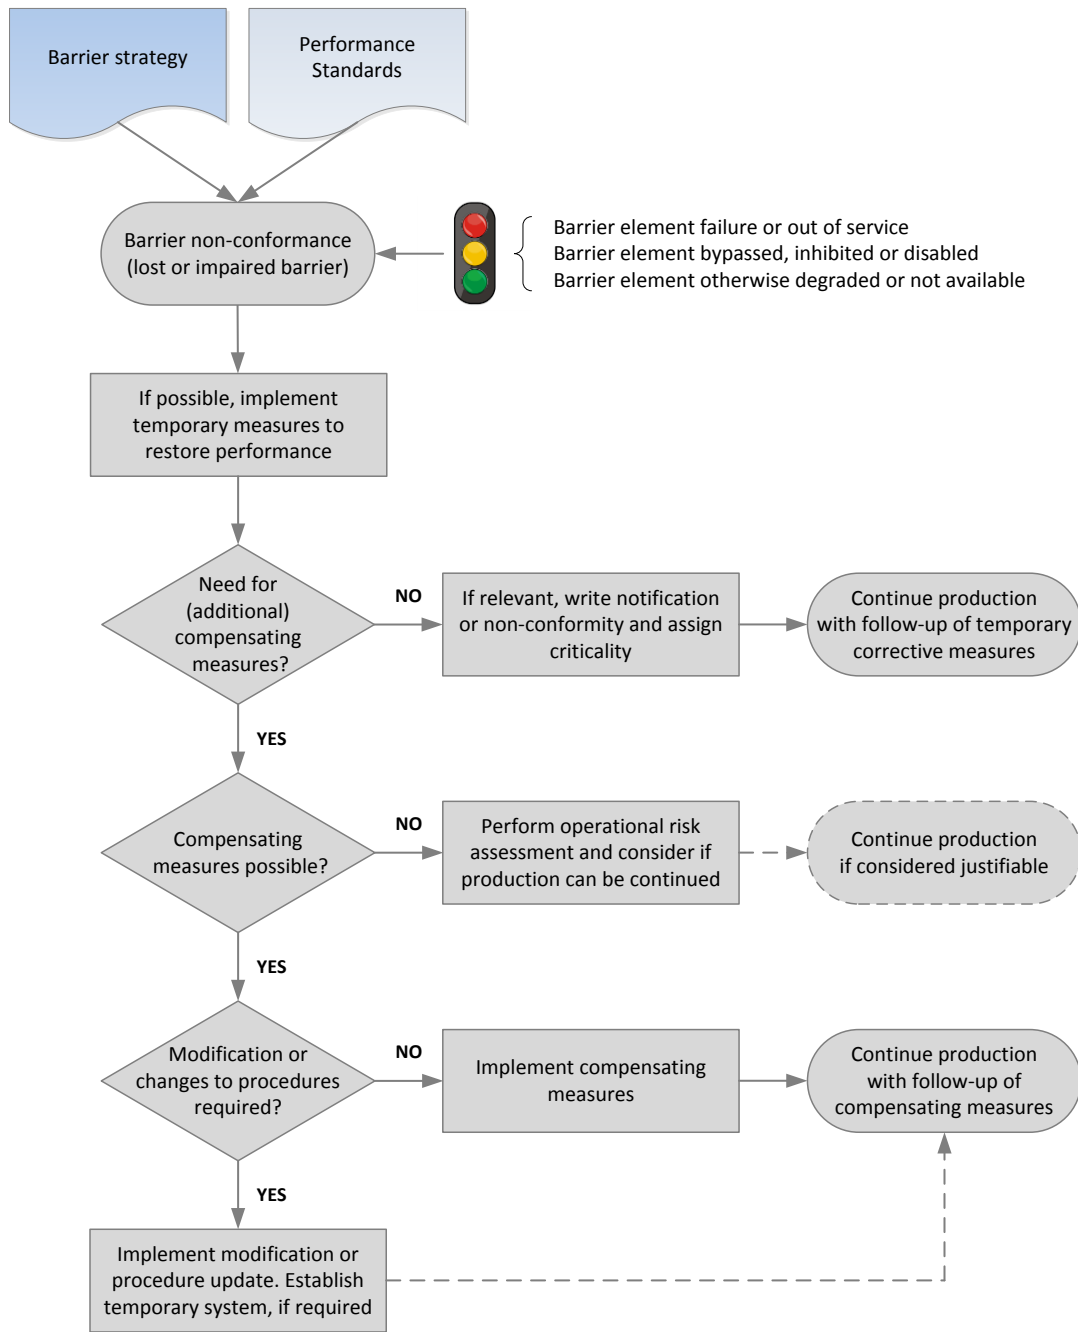 Barrier strategy
Performance
Standards
Barrier non-conformance
(lost or impaired barrier)
Barrier element failure or out of service
Barrier element bypassed, inhibited or disabled
Barrier element otherwise degraded or not available
If possible, implement
temporary measures to
restore performance
Need for
(additional)
compensating
measures?
NO
If relevant, write notification
or non-conformity and assign
criticality
Continue production
with follow-up of temporary
corrective measures
YES
Compensating
measures possible?
NO
Perform operational risk
assessment and consider if
production can be continued
Continue production
if considered justifiable
YES
Modification or
changes to procedures
required?
NO
Implement compensating
measures
Continue production
with follow-up of
compensating measures
YES
Implement modification or
procedure update. Establish
temporary system, if required